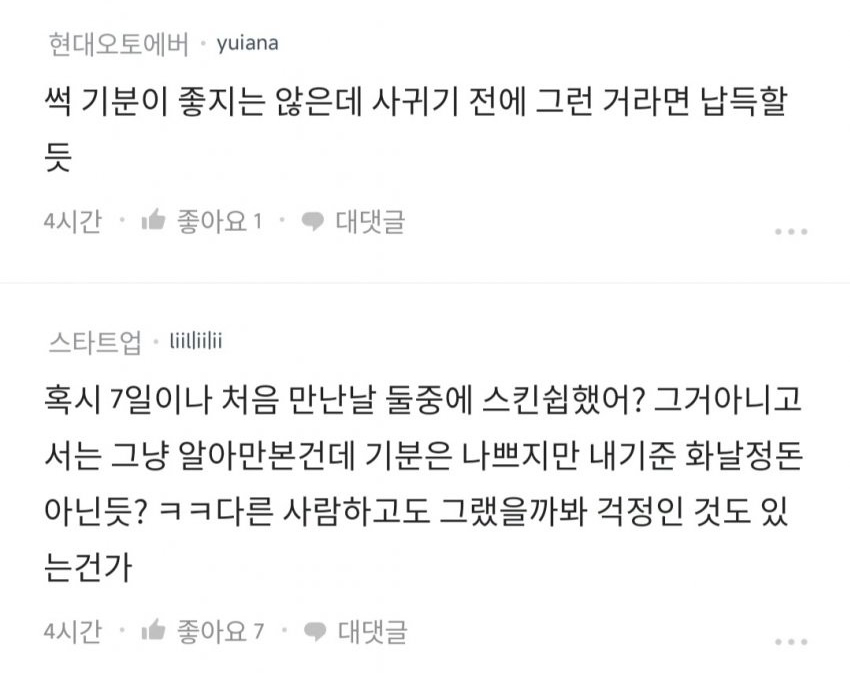 현대오토에버 · yuiana
썩 기분이 좋지는 않은데 사귀기 전에 그런 거라면 납득할
듯
4시간 · 좋아요 1 · 대댓글
스타트업 · liitliilii
혹시 7일이나 처음 만난날 둘중에 스킨쉽했어? 그거아니고
서는 그냥 알아만본건데 기분은 나쁘지만 내기준 화날정돈
아닌듯? ㅋㅋ다른 사람하고도 그랬을까봐 걱정인 것도 있
는건가
4시간 · 좋아요 7 · 대댓글